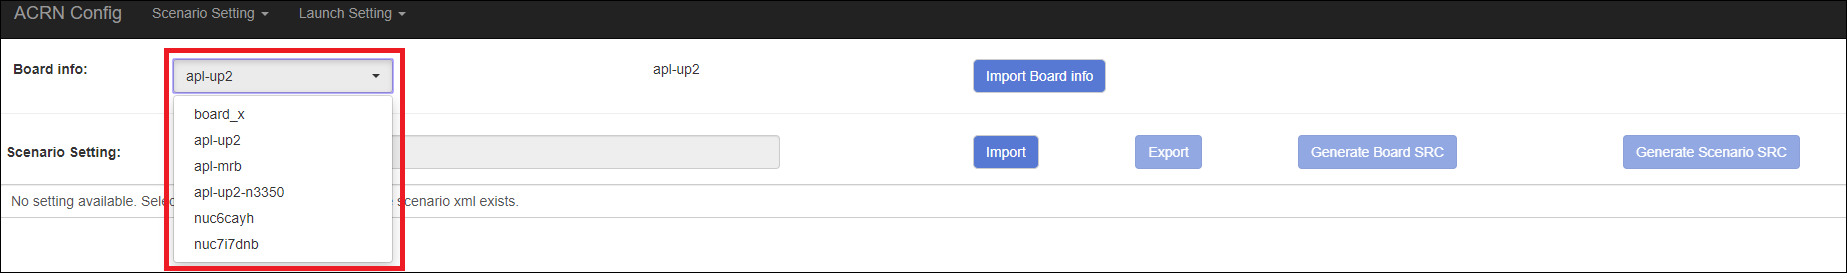 ACRN Config Scenario Setting Launch Setting
Board info: apl-up2 apl-up2 Import Board info
board_x
apl-up2
apl-mrb
apl-up2-n3350
nuc6cayh
nuc7i7dnb
Scenario Setting: Import Export Generate Board SRC Generate Scenario SRC
No setting available. Selec scenario xml exists.